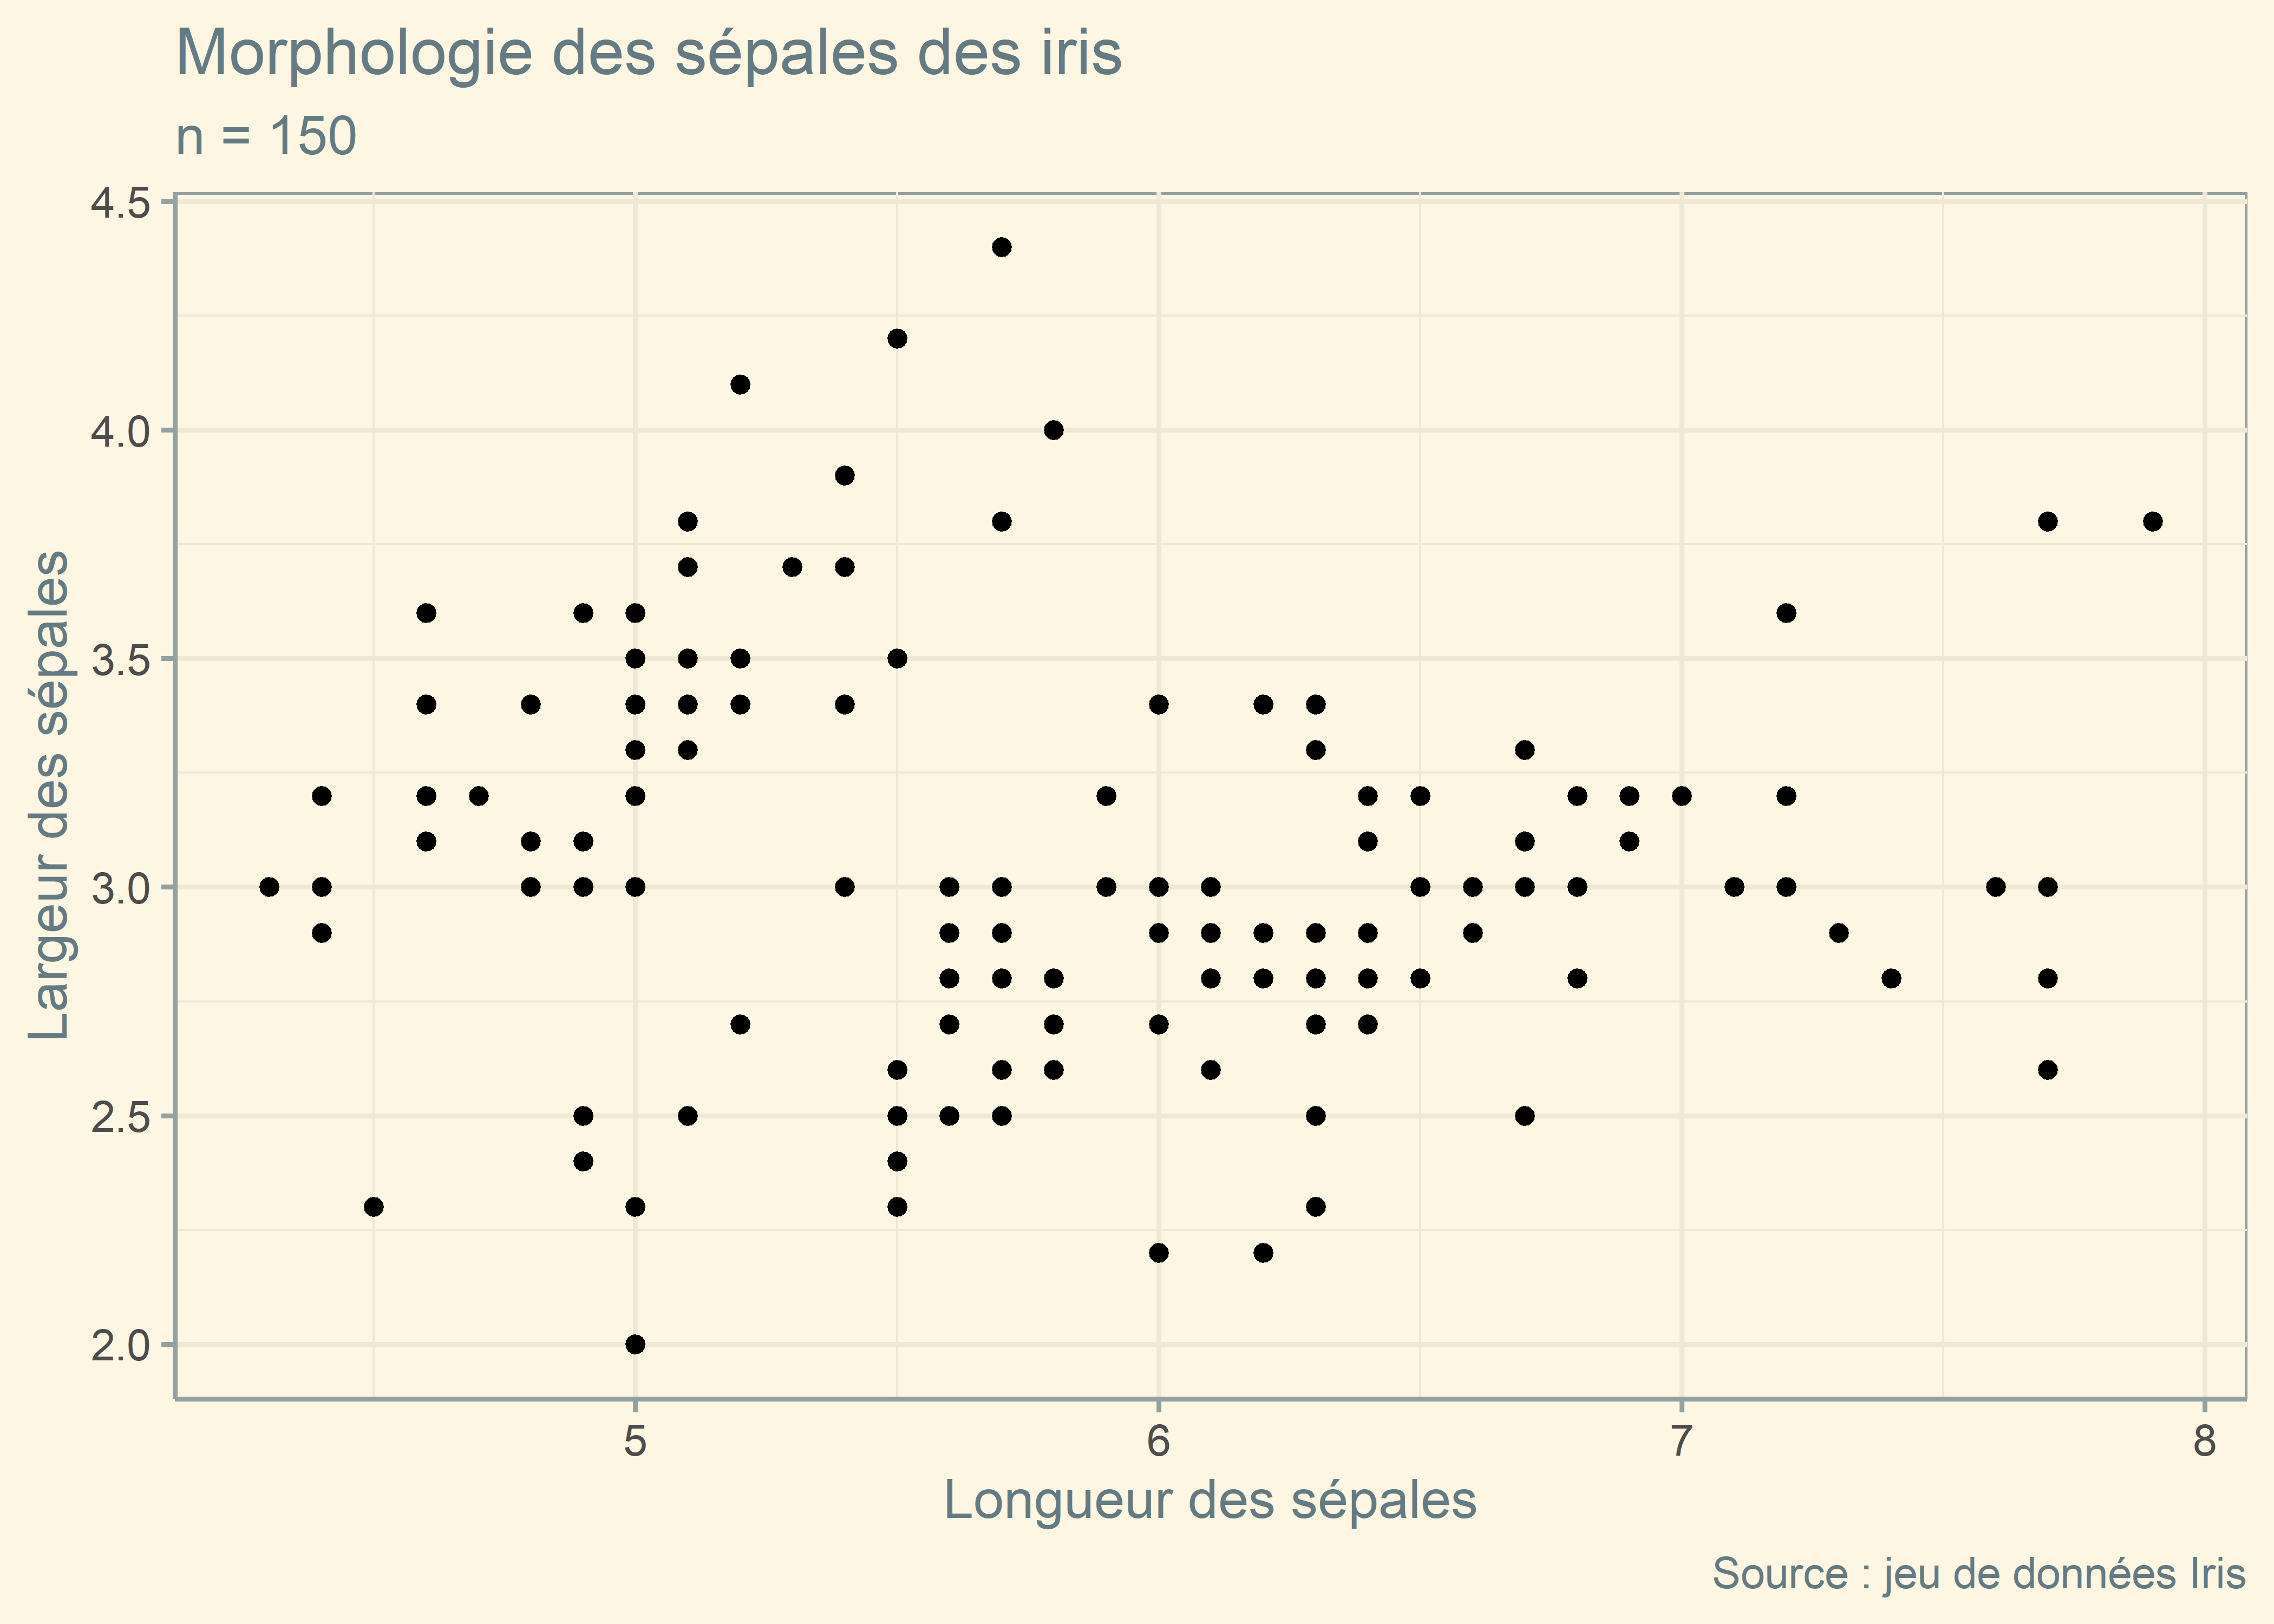 Morphologie des sépales des iris
n = 150
4.5
4.0
3.5
3.0
2.5
2.0
Largeur des sépales
5 6 7 8
Longueur des sépales
Source : jeu de données Iris